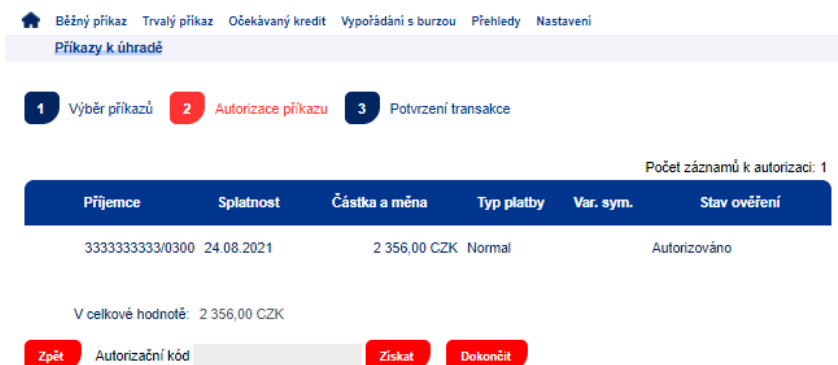 Běžný příkaz Trvalý příkaz Očekávaný kredit Vypořádání s burzou Přehledy Nastavení
Příkazy k úhradě
1 Výběr příkazů 2 Autorizace příkazu 3 Potvrzení transakce
Počet záznamů k autorizaci: 1
Příjemce Splatnost Částka a měna Typ platby Var. sym. Stav ověření
3333333333/0300 24.08.2021 2 356,00 CZK Normal Autorizováno
V celkové hodnotě: 2 356,00 CZK
Zpět Autorizační kód Získat Dokončit